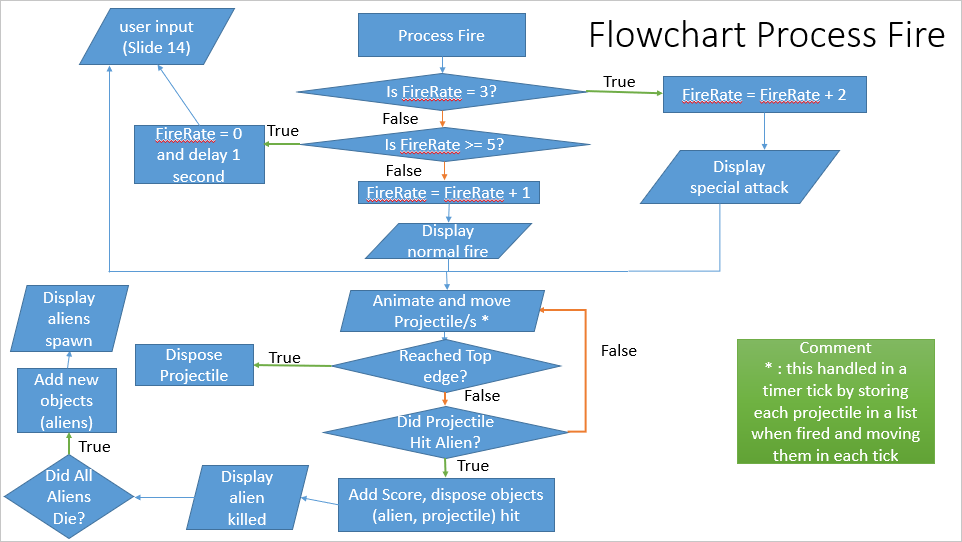 Flowchart Process Fire
user input
(Slide 14)
Process Fire
Is FireRate = 3?
True
FireRate = FireRate + 2
False
FireRate = 0
and delay 1
second
True
Is FireRate >= 5?
Display
special attack
False
FireRate = FireRate + 1
Display
normal fire
Display
aliens
spawn
Animate and move
Projectile/s *
Dispose
Projectile
True
Reached Top
edge?
False
False
Comment
* : this handled in a
timer tick by storing
each projectile in a list
when fired and moving
them in each tick
Add new
objects
(aliens)
Did Projectile
Hit Alien?
True
True
Did All
Aliens
Die?
Display
alien
killed
Add Score, dispose objects
(alien, projectile) hit